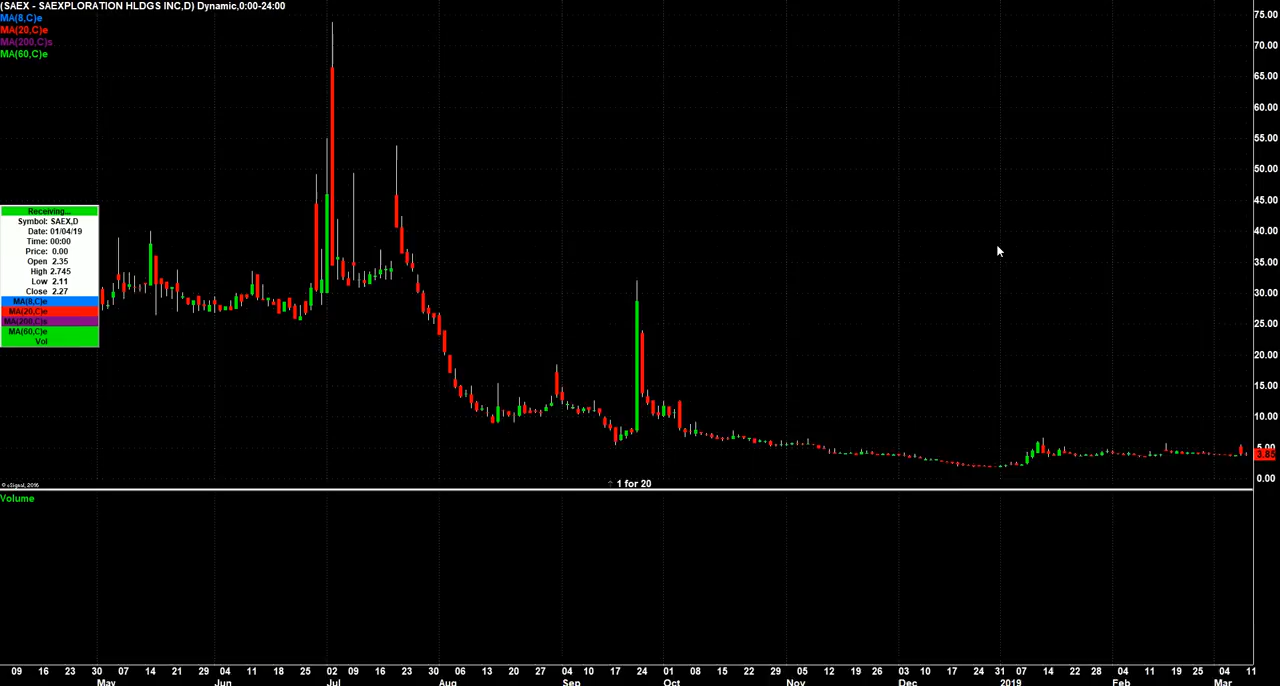 (SAEX - SAEXPLORATION HLDGS INC,D) Dynamic,0:00-24:00
MA(8,C)e
MA(20,C)e
MA(200,C)s
MA(60,C)e
75.00
70.00
65.00
60.00
55.00
50.00
45.00
40.00
35.00
30.00
25.00
20.00
15.00
10.00
5.00
3.85
0.00
Receiving...
Symbol: SAEX,D
Date: 01/04/19
Time: 00:00
Price: 0.00
Open 2.35
High 2.745
Low 2.11
Close 2.27
MA(8,C)e
MA(20,C)e
MA(200,C)s
MA(60,C)e
Vol
© eSignal, 2016
↑ 1 for 20
Volume
09 16 23 30 07 14 21 29 04 11 18 25 02 09 16 23 30 06 13 20 27 04 10 17 24 01 08 15 22 29 05 12 19 26 03 10 17 24 31 07 14 22 28 04 11 19 25 04 11
May Jun Jul Aug Sep Oct Nov Dec 2019 Feb Mar